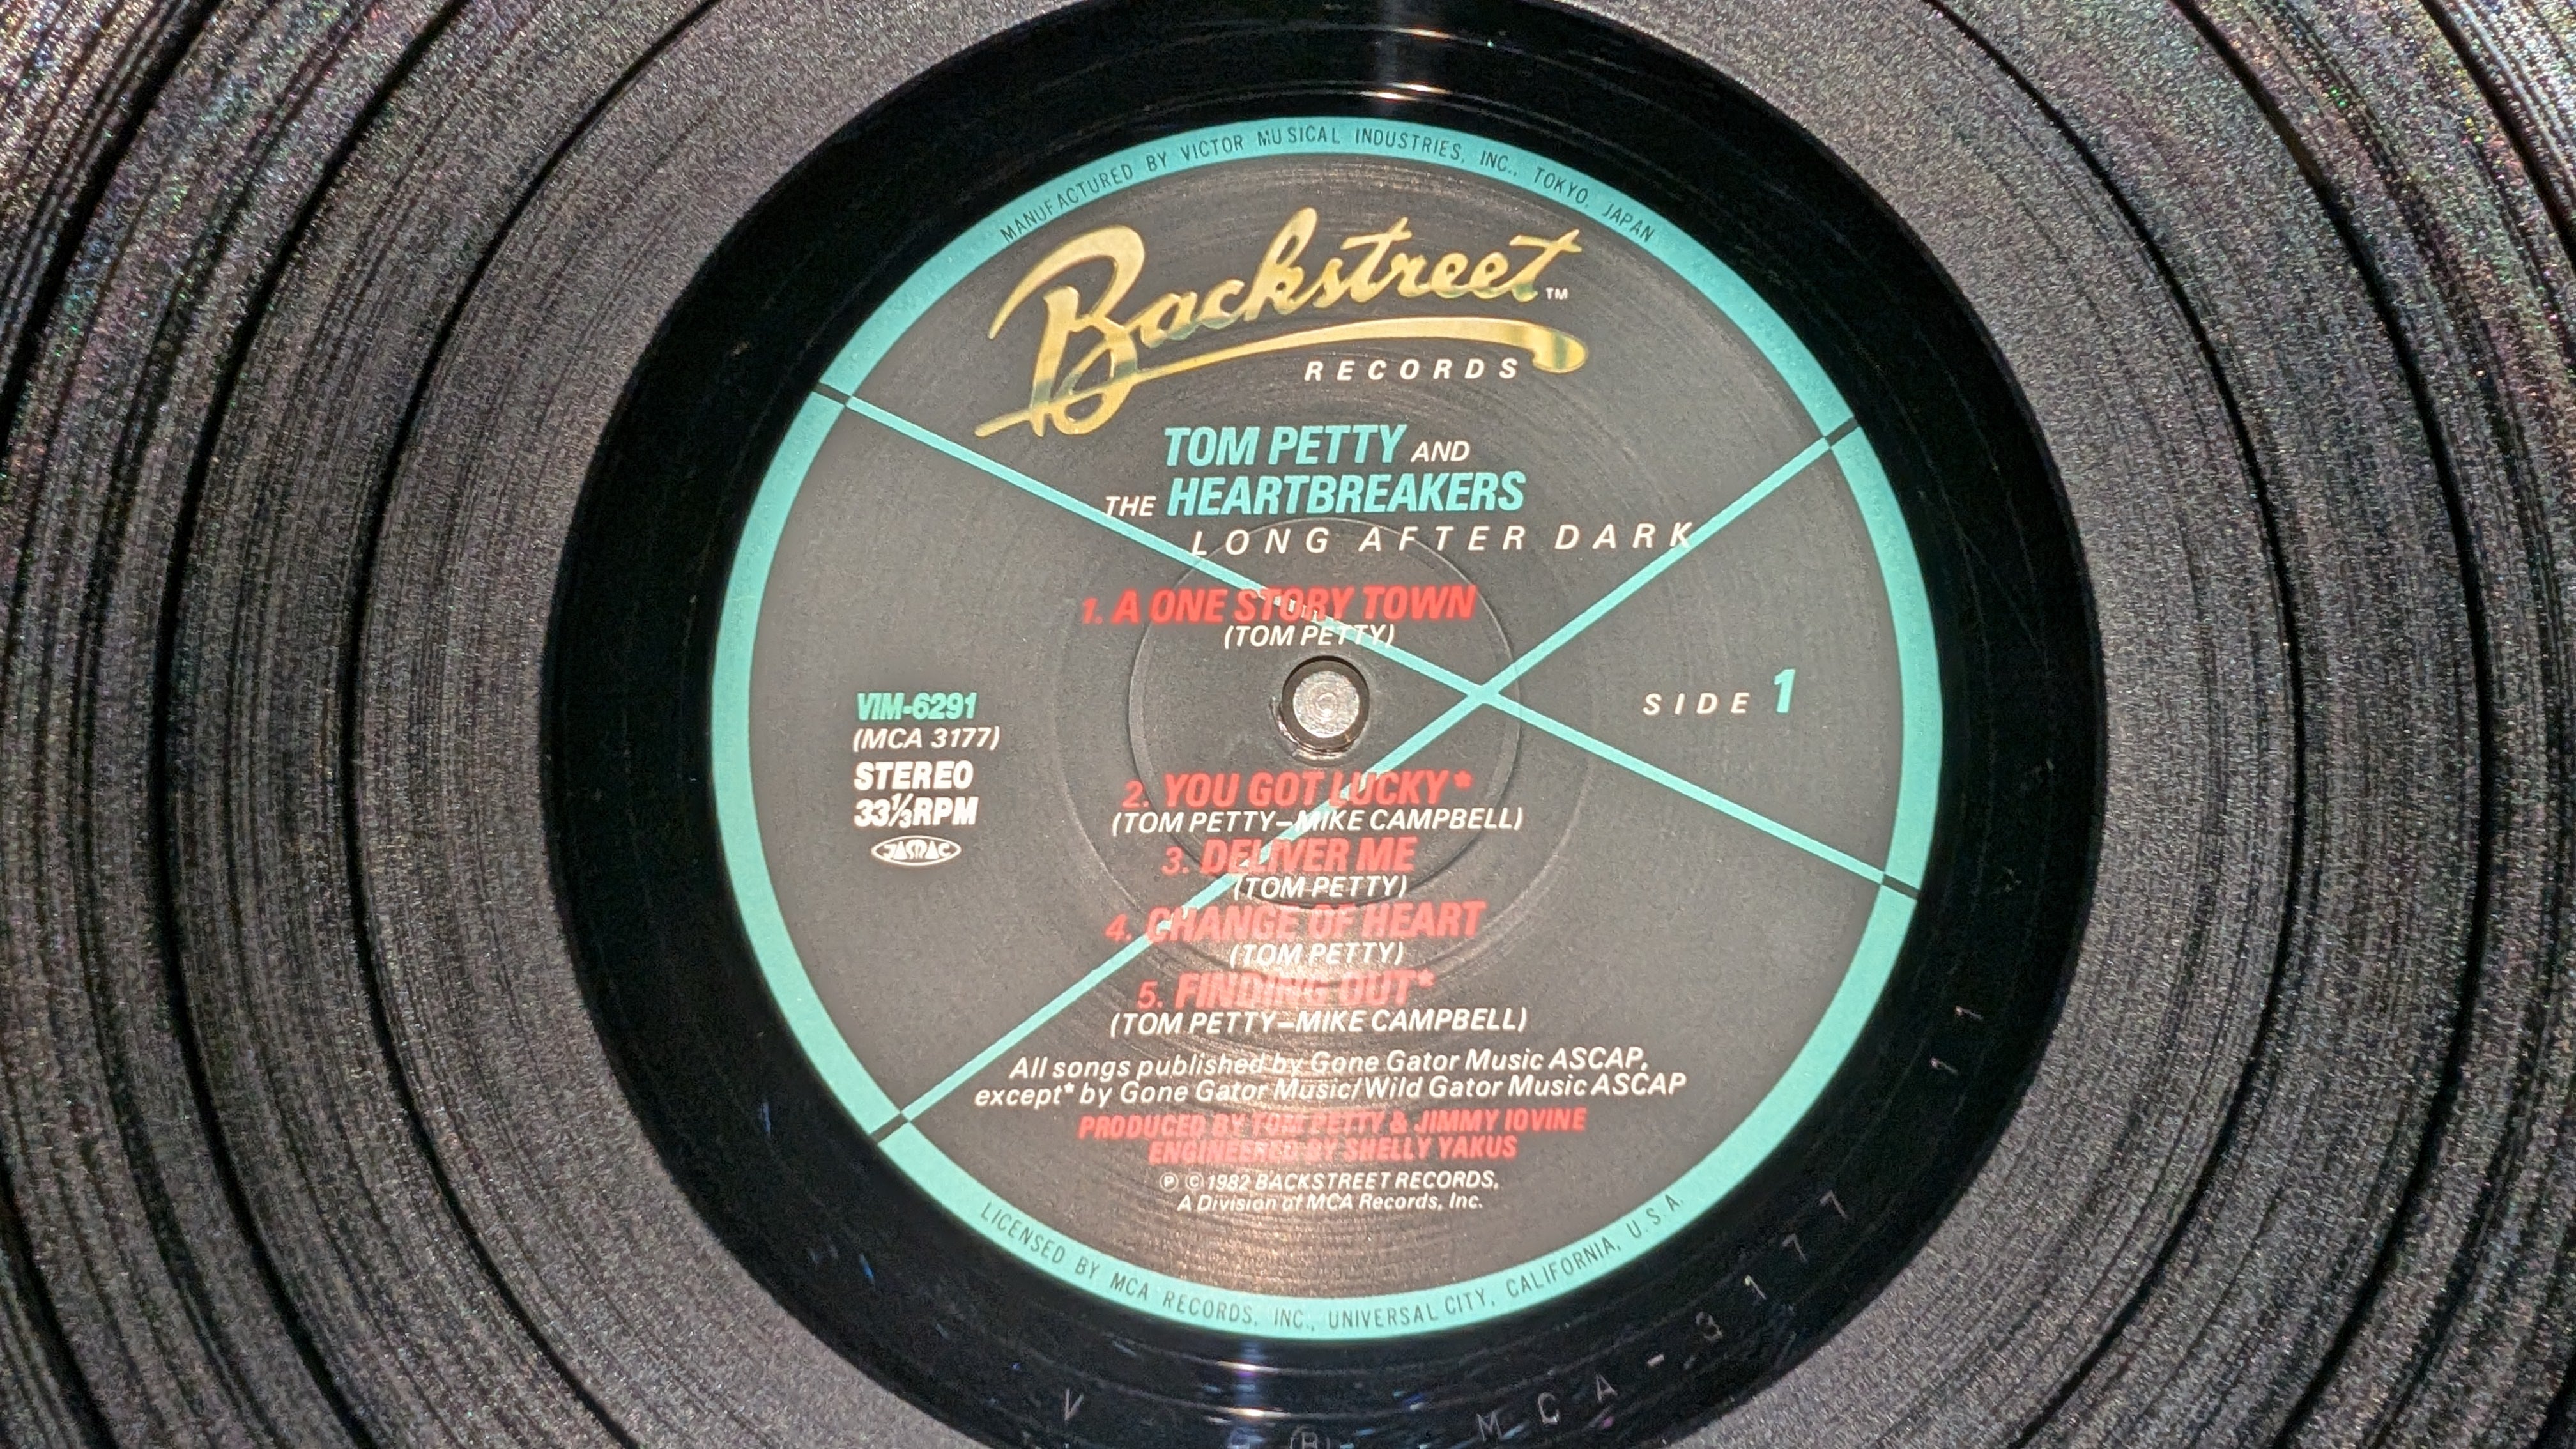 MANUFACTURED BY VICTOR MUSICAL INDUSTRIES, INC., TOKYO, JAPAN
Backstreet™
RECORDS
TOM PETTY AND
THE HEARTBREAKERS
LONG AFTER DARK
1. A ONE STORY TOWN
(TOM PETTY)
VIM-6291
(MCA 3177)
STEREO
33⅓RPM
JASRAC
SIDE 1
2. YOU GOT LUCKY*
(TOM PETTY–MIKE CAMPBELL)
3. DELIVER ME
(TOM PETTY)
4. CHANGE OF HEART
(TOM PETTY)
5. FINDING OUT*
(TOM PETTY–MIKE CAMPBELL)
All songs published by Gone Gator Music ASCAP,
except* by Gone Gator Music/Wild Gator Music ASCAP
PRODUCED BY TOM PETTY & JIMMY IOVINE
ENGINEERED BY SHELLY YAKUS
℗ © 1982 BACKSTREET RECORDS,
A Division of MCA Records, Inc.
LICENSED BY MCA RECORDS, INC., UNIVERSAL CITY, CALIFORNIA, U.S.A.
V
MCA-3177
1 1